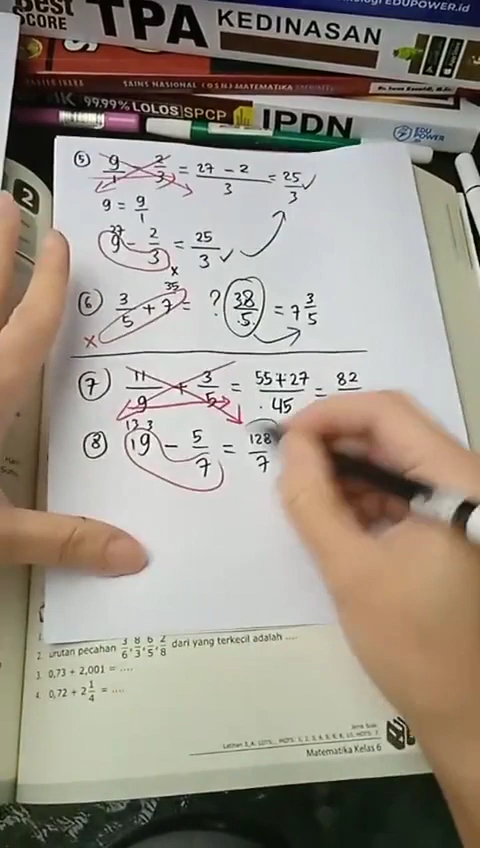 EDUPOWER.id
Best SCORE TPA KEDINASAN
SAINS NASIONAL (OSN) MATEMATIKA
99.99% LOLOS SPCP IPDN EDU POWER
2
⑤ 9/1 - 2/3 = 27 - 2/3 = 25/3 ✓
9 = 9/1
27
9 - 2/3 = 25/3 ✓
x
35
⑥ 3/5 + 7 = ? 38/5 = 7 3/5
x
⑦ 11/9 + 3/5 = 55+27/45 = 82
133
⑧ 19 - 5/7 = 128/7
2. urutan pecahan 3/6, 8/3, 6/5, 2/8 dari yang terkecil adalah ....
3. 0,73 + 2,001 = ....
4. 0,72 + 2 1/4 = ....
Matematika Kelas 6